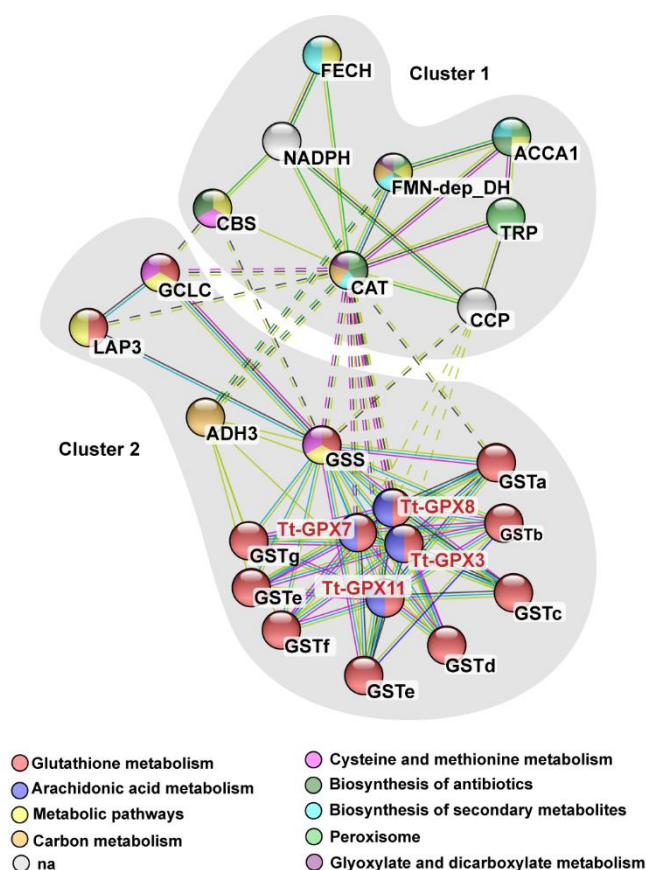 FECH
Cluster 1
NADPH
ACCA1
FMN-dep_DH
CBS
TRP
GCLC
CAT
CCP
LAP3
ADH3
Cluster 2
GSS
GSTa
Tt-GPX8
Tt-GPX7
GSTb
GSTg
Tt-GPX3
GSTe
Tt-GPX11
GSTc
GSTf
GSTd
GSTe
Glutathione metabolism
Arachidonic acid metabolism
Metabolic pathways
Carbon metabolism
na
Cysteine and methionine metabolism
Biosynthesis of antibiotics
Biosynthesis of secondary metabolites
Peroxisome
Glyoxylate and dicarboxylate metabolism